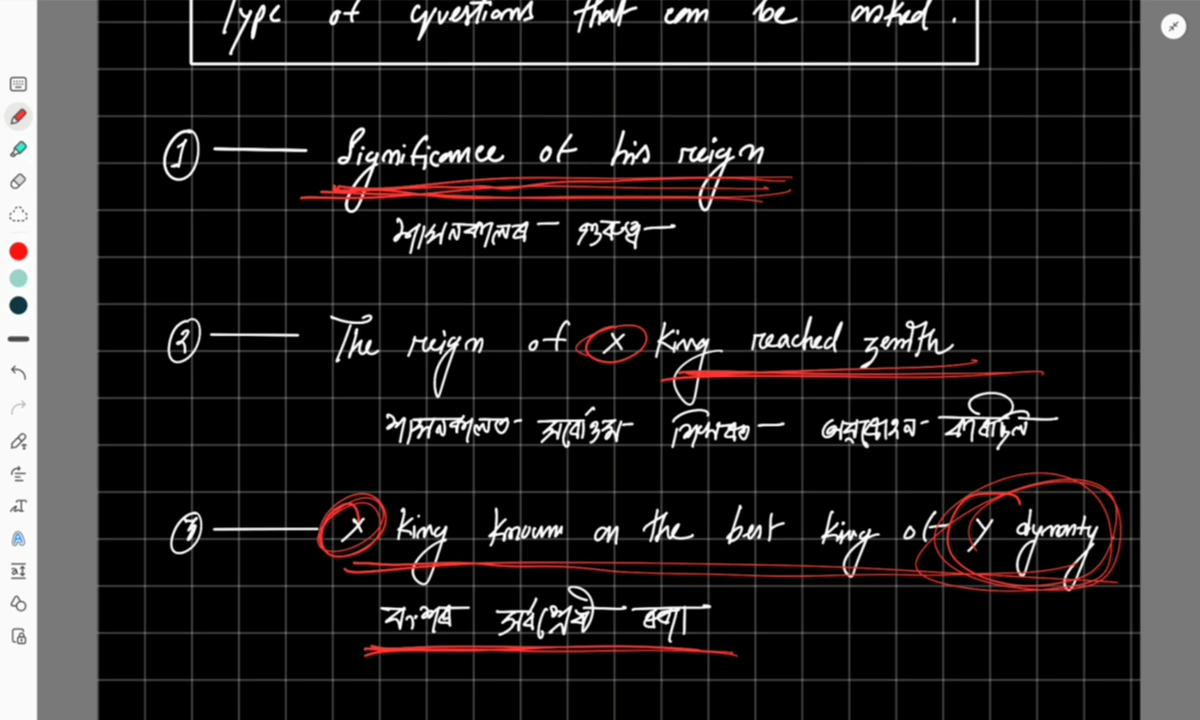 Type of questions that can be asked.
① — Significance of his reign
শাসনকালৰ - গুৰুত্ব -
② — The reign of X king reached zenith
শাসনকালত - সৰ্বোত্তম - শিখৰত - আৰোহন - কৰিছিল
③ — X king known as the best king of Y dynasty
বংশৰ সৰ্বশ্ৰেষ্ঠ ৰজা